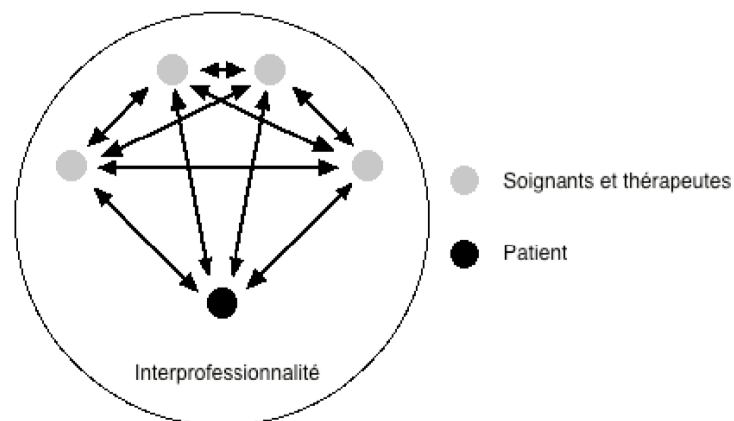 Soignants et thérapeutes
Patient
Interprofessionnalité